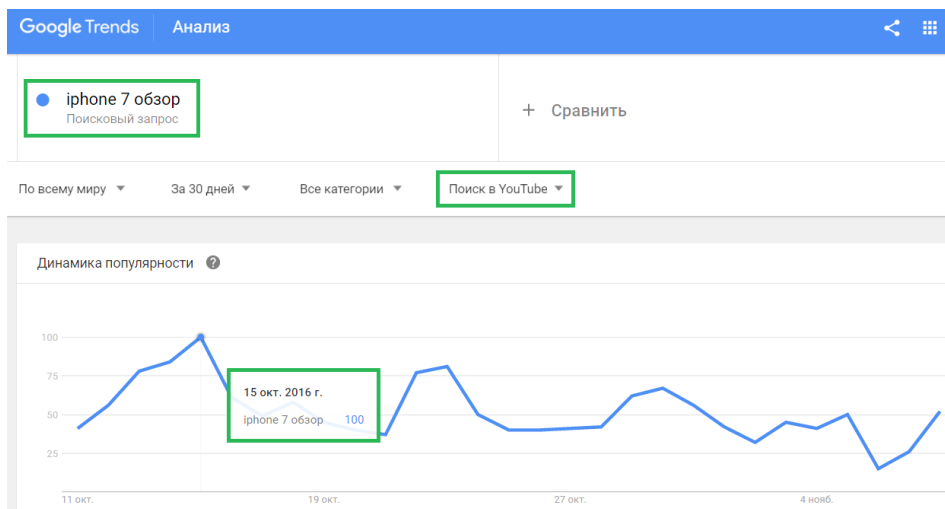 Google Trends Анализ
iphone 7 обзор
Поисковый запрос
+ Сравнить
По всему миру
За 30 дней
Все категории
Поиск в YouTube
Динамика популярности ?
100
75
50
25
15 окт. 2016 г.
iphone 7 обзор 100
11 окт.
19 окт.
27 окт.
4 нояб.